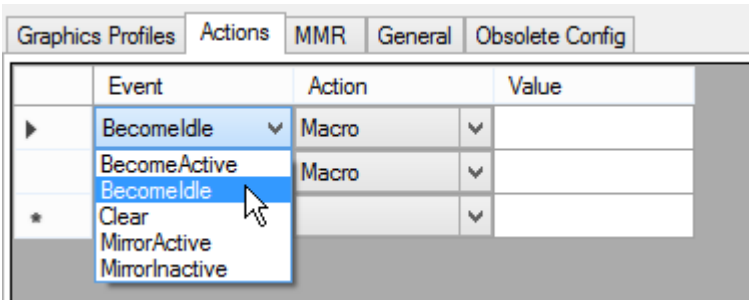 Graphics Profiles Actions MMR General Obsolete Config
Event Action Value
BecomeIdle Macro
BecomeActive Macro
BecomeIdle
Clear
MirrorActive
MirrorInactive